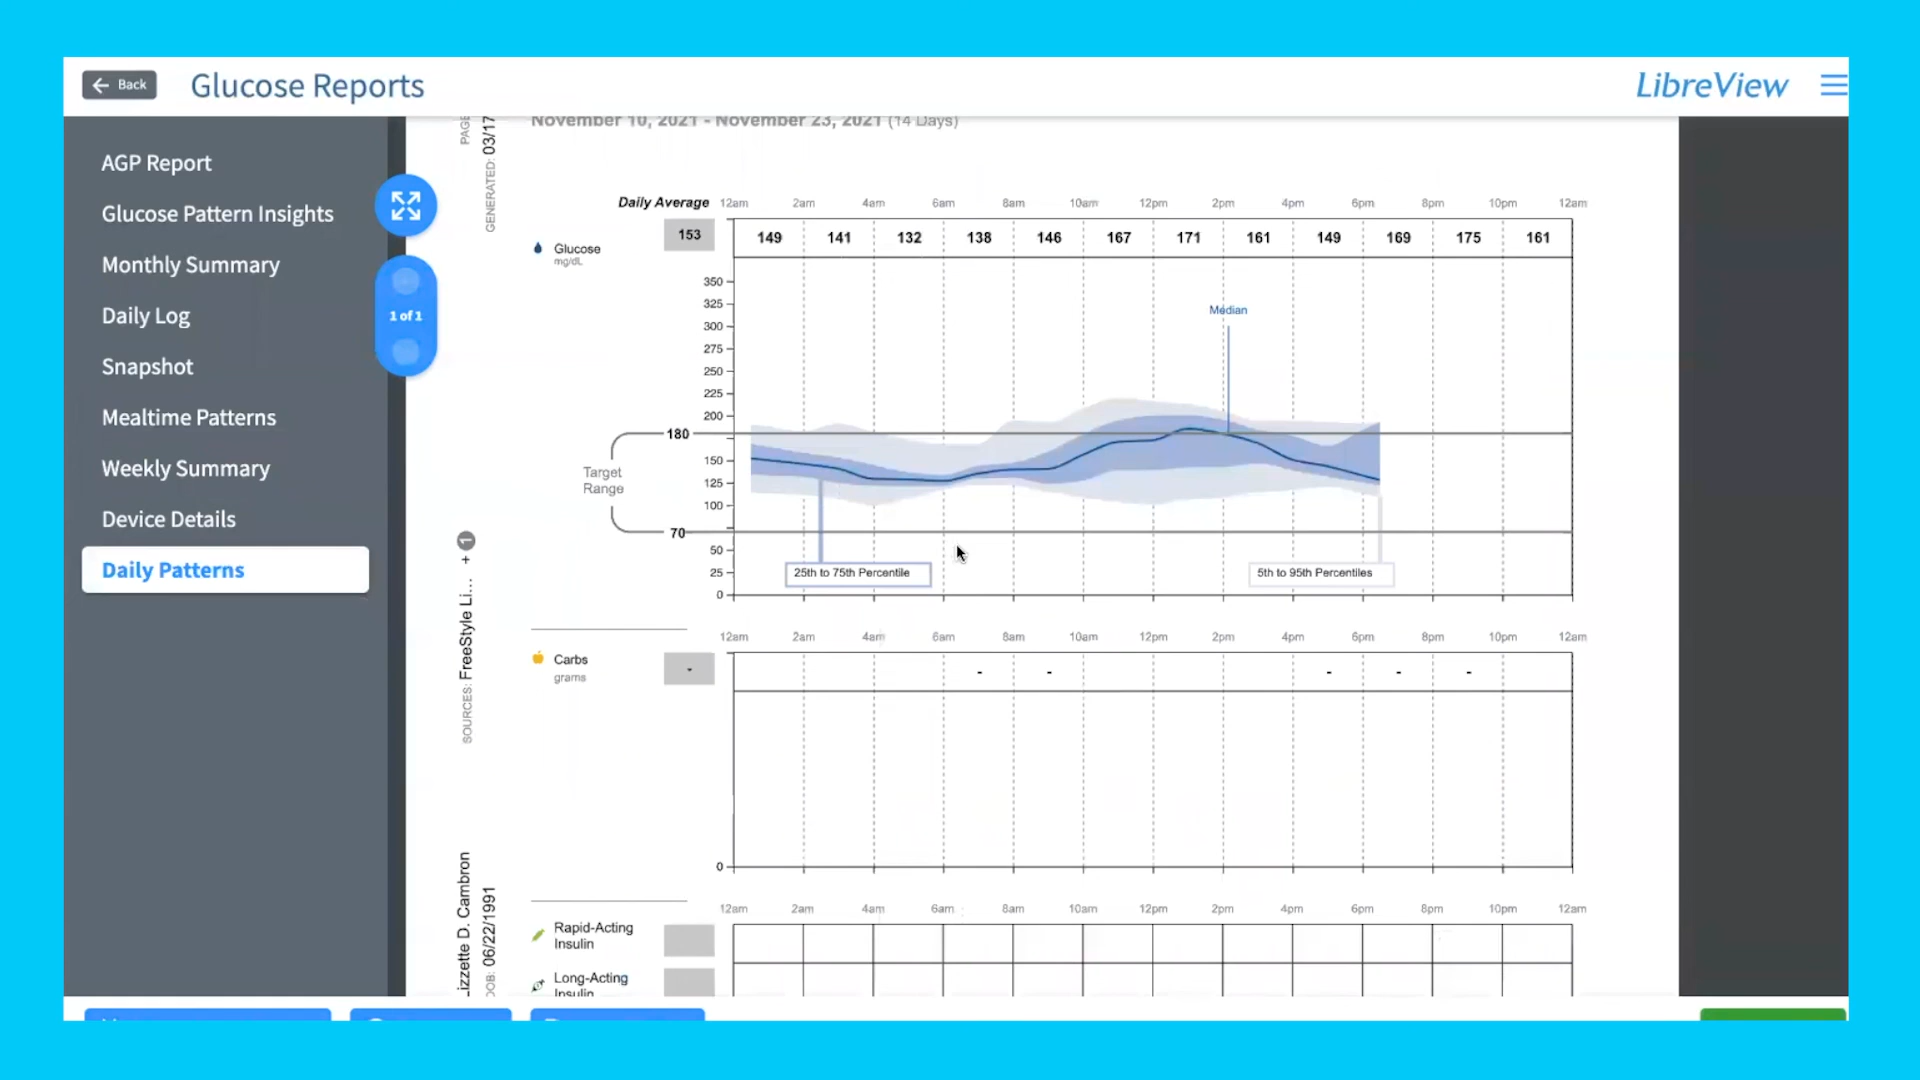 Back
Glucose Reports
LibreView
AGP Report
Glucose Pattern Insights
Monthly Summary
Daily Log
Snapshot
Mealtime Patterns
Weekly Summary
Device Details
Daily Patterns
1 of 1
PAGE
GENERATED: 03/17
SOURCES: FreeStyle Li... + 1
Lizzette D. Cambron
DOB: 06/22/1991
November 10, 2021 - November 23, 2021 (14 Days)
Daily Average 12am 2am 4am 6am 8am 10am 12pm 2pm 4pm 6pm 8pm 10pm 12am
Glucose
mg/dL
153 149 141 132 138 146 167 171 161 149 169 175 161
350
325
300
275
250
225
200
180
150
125
100
70
50
25
0
Median
Target
Range
25th to 75th Percentile
5th to 95th Percentiles
12am 2am 4am 6am 8am 10am 12pm 2pm 4pm 6pm 8pm 10pm 12am
Carbs
grams
- - - - - -
0
12am 2am 4am 6am 8am 10am 12pm 2pm 4pm 6pm 8pm 10pm 12am
Rapid-Acting
Insulin
Long-Acting
Insulin